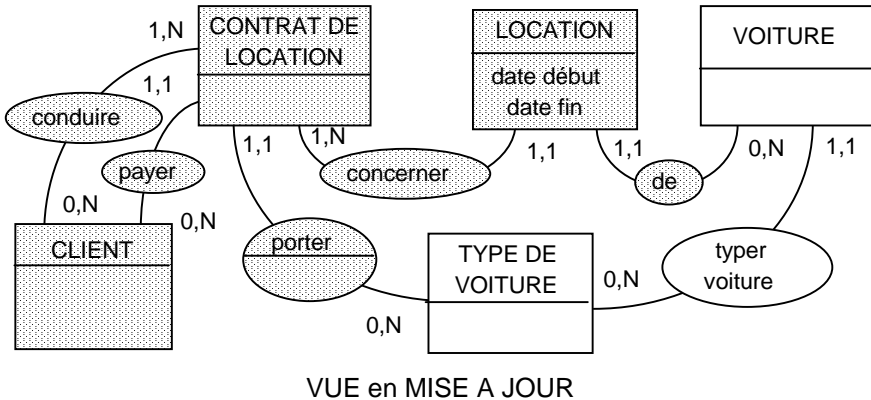 1,N
CONTRAT DE
LOCATION
LOCATION
date début
date fin
VOITURE
1,1
conduire
1,1
1,N
1,1
1,1
0,N
1,1
payer
concerner
de
0,N
0,N
CLIENT
porter
TYPE DE
VOITURE
typer
voiture
0,N
0,N
VUE en MISE A JOUR